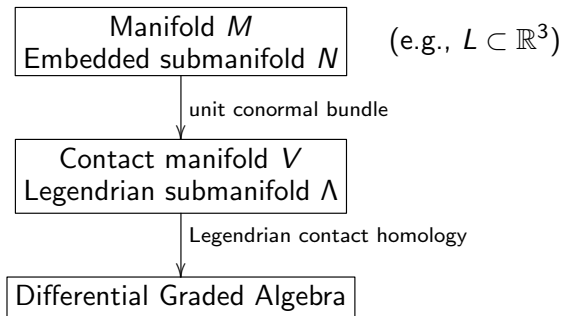 Manifold M (e.g., L ⊂ ℝ³)
Embedded submanifold N
unit conormal bundle
Contact manifold V
Legendrian submanifold Λ
Legendrian contact homology
Differential Graded Algebra